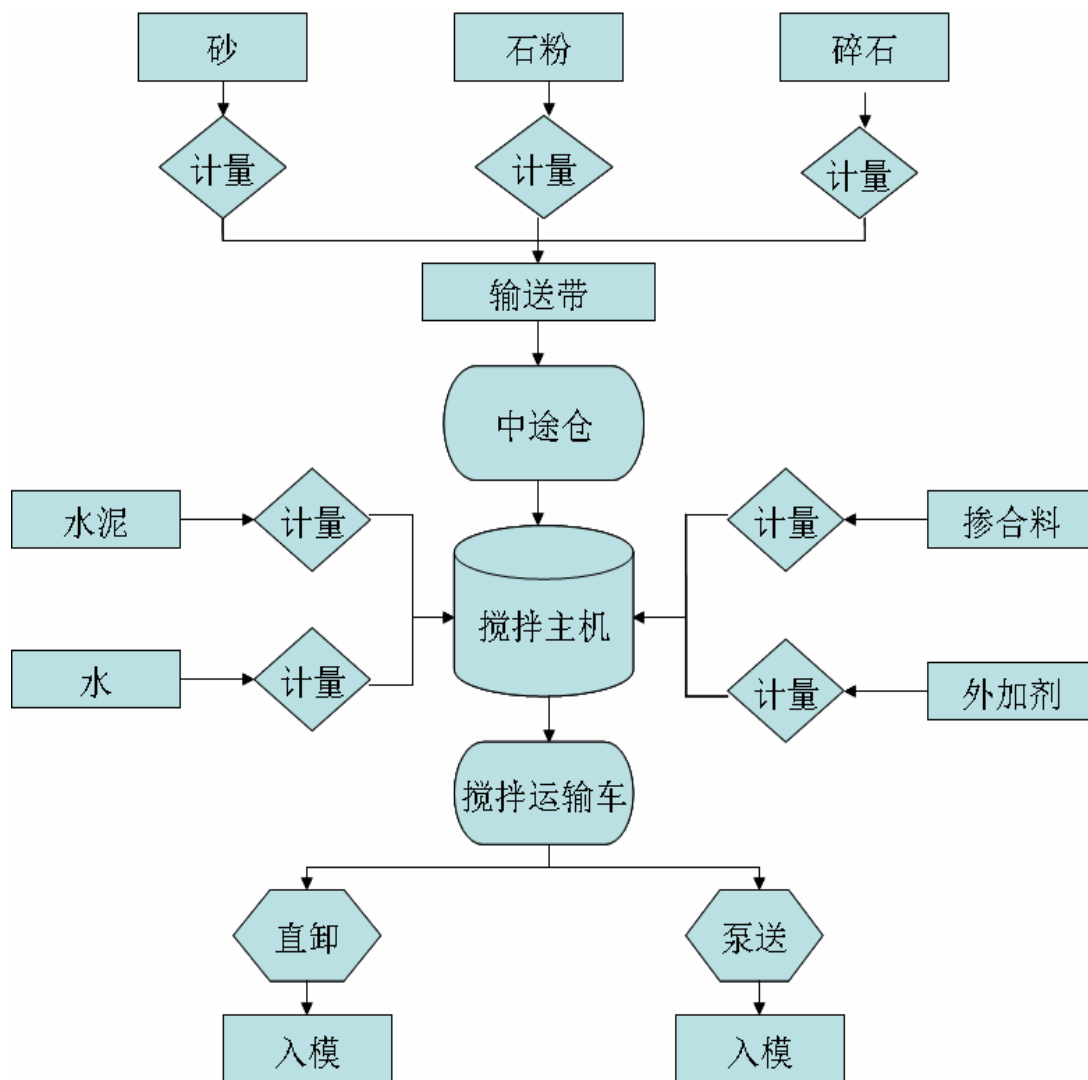 砂
石粉
碎石
计量
计量
计量
输送带
中途仓
水泥
计量
计量
掺合料
搅拌主机
水
计量
计量
外加剂
搅拌运输车
直卸
泵送
入模
入模